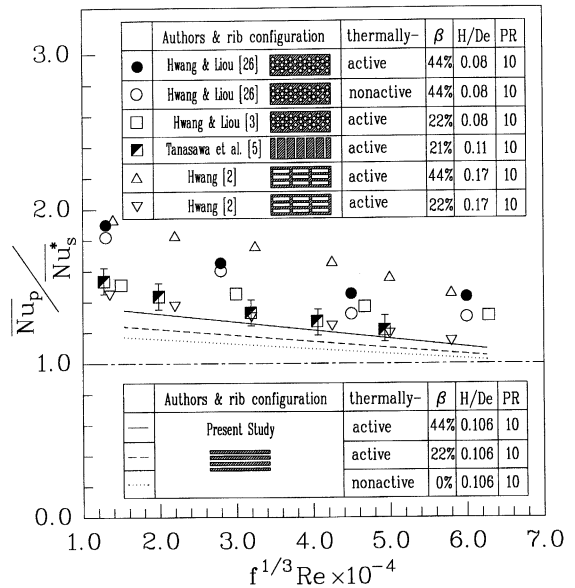 3.0
2.0
1.0
0.0
Nu_p / Nu_s*
Authors & rib configuration thermally- β H/De PR
Hwang & Liou [26] active 44% 0.08 10
Hwang & Liou [26] nonactive 44% 0.08 10
Hwang & Liou [3] active 22% 0.08 10
Tanasawa et al. [5] active 21% 0.11 10
Hwang [2] active 44% 0.17 10
Hwang [2] active 22% 0.17 10
Authors & rib configuration thermally- β H/De PR
Present Study active 44% 0.106 10
active 22% 0.106 10
nonactive 0% 0.106 10
1.0 2.0 3.0 4.0 5.0 6.0 7.0
f^1/3 Re×10^-4